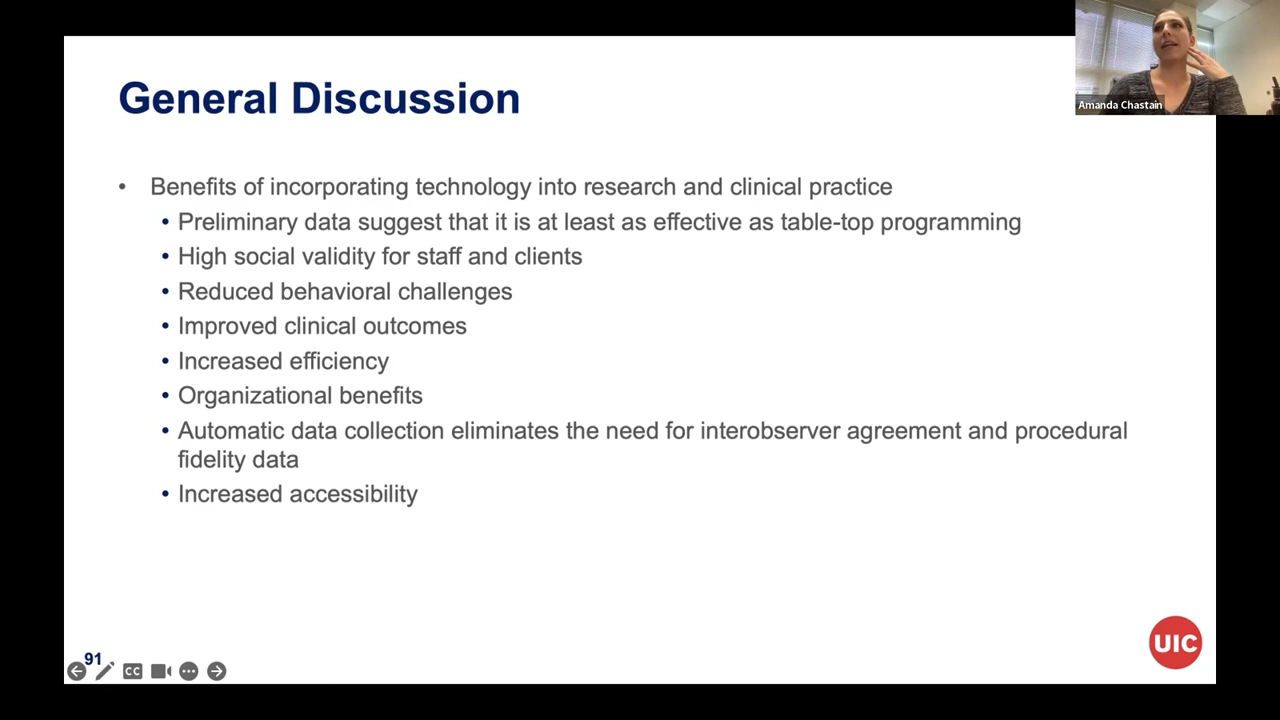 Amanda Chastain
General Discussion
• Benefits of incorporating technology into research and clinical practice
• Preliminary data suggest that it is at least as effective as table-top programming
• High social validity for staff and clients
• Reduced behavioral challenges
• Improved clinical outcomes
• Increased efficiency
• Organizational benefits
• Automatic data collection eliminates the need for interobserver agreement and procedural
fidelity data
• Increased accessibility
91
CC
UIC